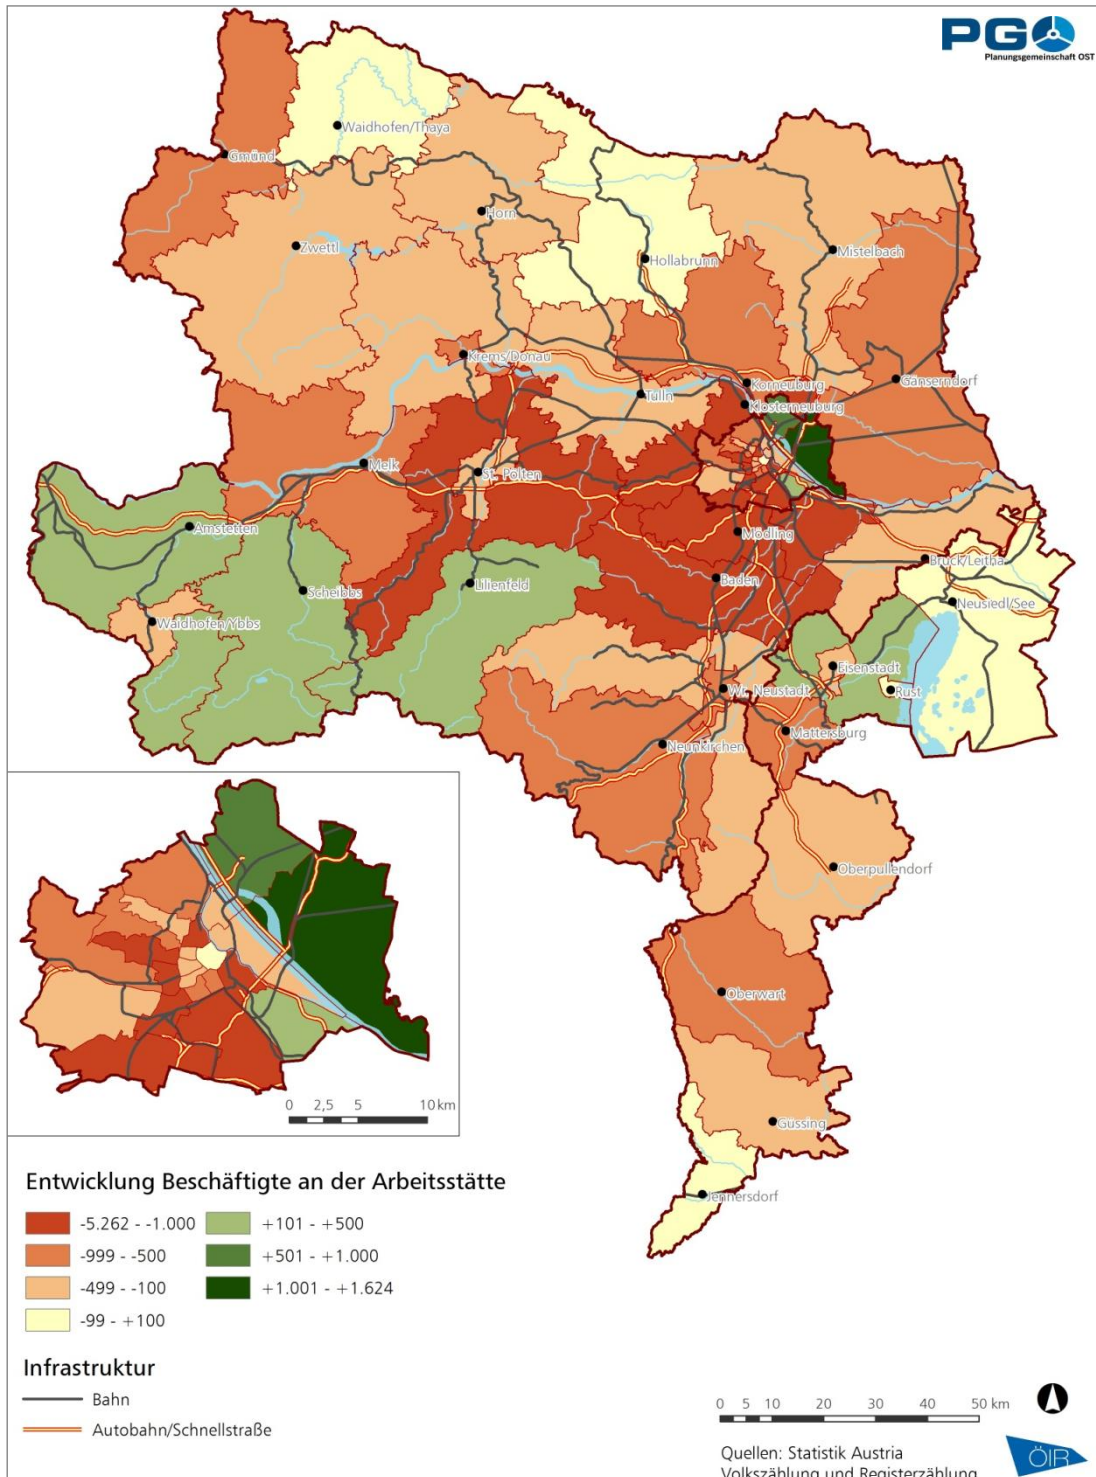 PGO
Planungsgemeinschaft OST
Waidhofen/Thaya
Gmünd
Horn
Zwettl
Hollabrunn
Mistelbach
Krems/Donau
Korneuburg
Gänserndorf
Tulln
Klosterneuburg
Melk
St. Pölten
Amstetten
Mödling
Bruck/Leitha
Baden
Lilienfeld
Scheibbs
Neusiedl/See
Waidhofen/Ybbs
Eisenstadt
Wr. Neustadt
Rust
Mattersburg
Neunkirchen
Oberpullendorf
Oberwart
Güssing
Jennersdorf
0 2,5 5 10 km
Entwicklung Beschäftigte an der Arbeitsstätte
-5.262 - -1.000 +101 - +500
-999 - -500 +501 - +1.000
-499 - -100 +1.001 - +1.624
-99 - +100
Infrastruktur
Bahn
Autobahn/Schnellstraße
0 5 10 20 30 40 50 km
Quellen: Statistik Austria
Volkszählung und Registerzählung
ÖIR